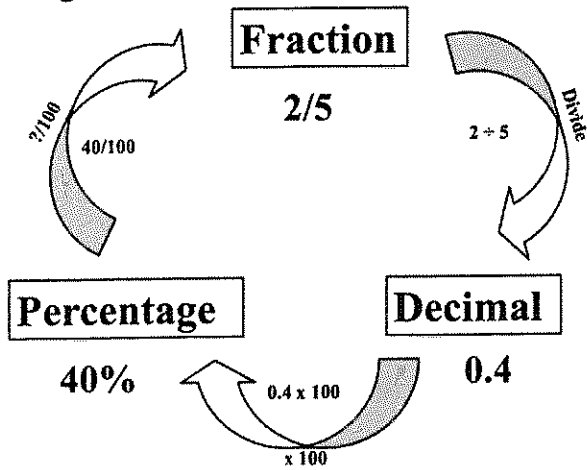 Fraction
2/5
?/100
40/100
2 ÷ 5
Divide
Percentage
40%
Decimal
0.4
0.4 x 100
x 100